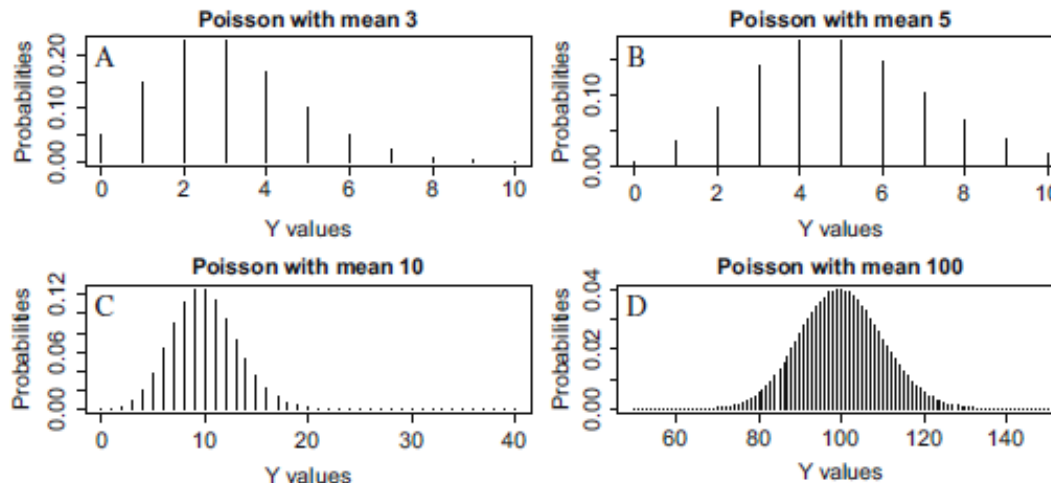 Poisson with mean 3
A
Probabilities
0.00 0.10 0.20
0 2 4 6 8 10
Y values
Poisson with mean 5
B
Probabilities
0.00 0.10
0 2 4 6 8 10
Y values
Poisson with mean 10
C
Probabilities
0.00 0.06 0.12
0 10 20 30 40
Y values
Poisson with mean 100
D
Probabilities
0.00 0.02 0.04
60 80 100 120 140
Y values